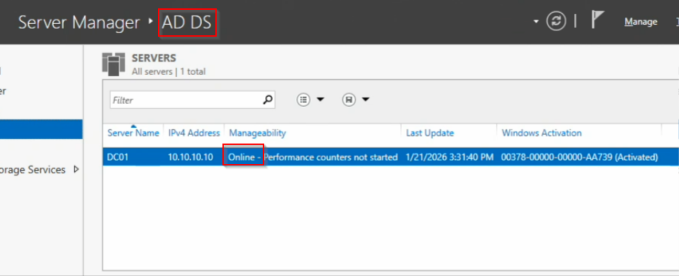 Server Manager ‣ AD DS
Manage
SERVERS
All servers | 1 total
Filter
Server Name IPv4 Address Manageability Last Update Windows Activation
DC01 10.10.10.10 Online - Performance counters not started 1/21/2026 3:31:40 PM 00378-00000-00000-AA739 (Activated)
orage Services